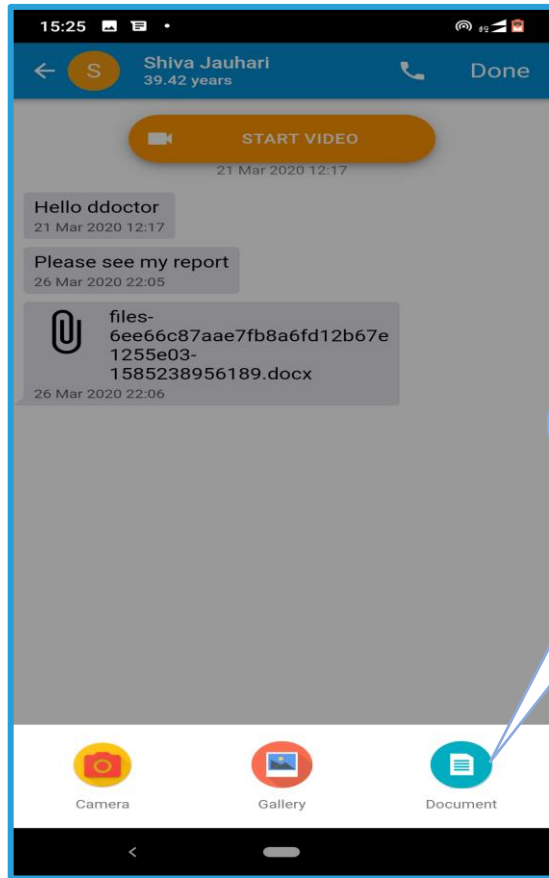 15:25
S
Shiva Jauhari
39.42 years
Done
START VIDEO
21 Mar 2020 12:17
Hello ddoctor
21 Mar 2020 12:17
Please see my report
26 Mar 2020 22:05
files-
6ee66c87aae7fb8a6fd12b67e
1255e03-
1585238956189.docx
26 Mar 2020 22:06
Camera
Gallery
Document